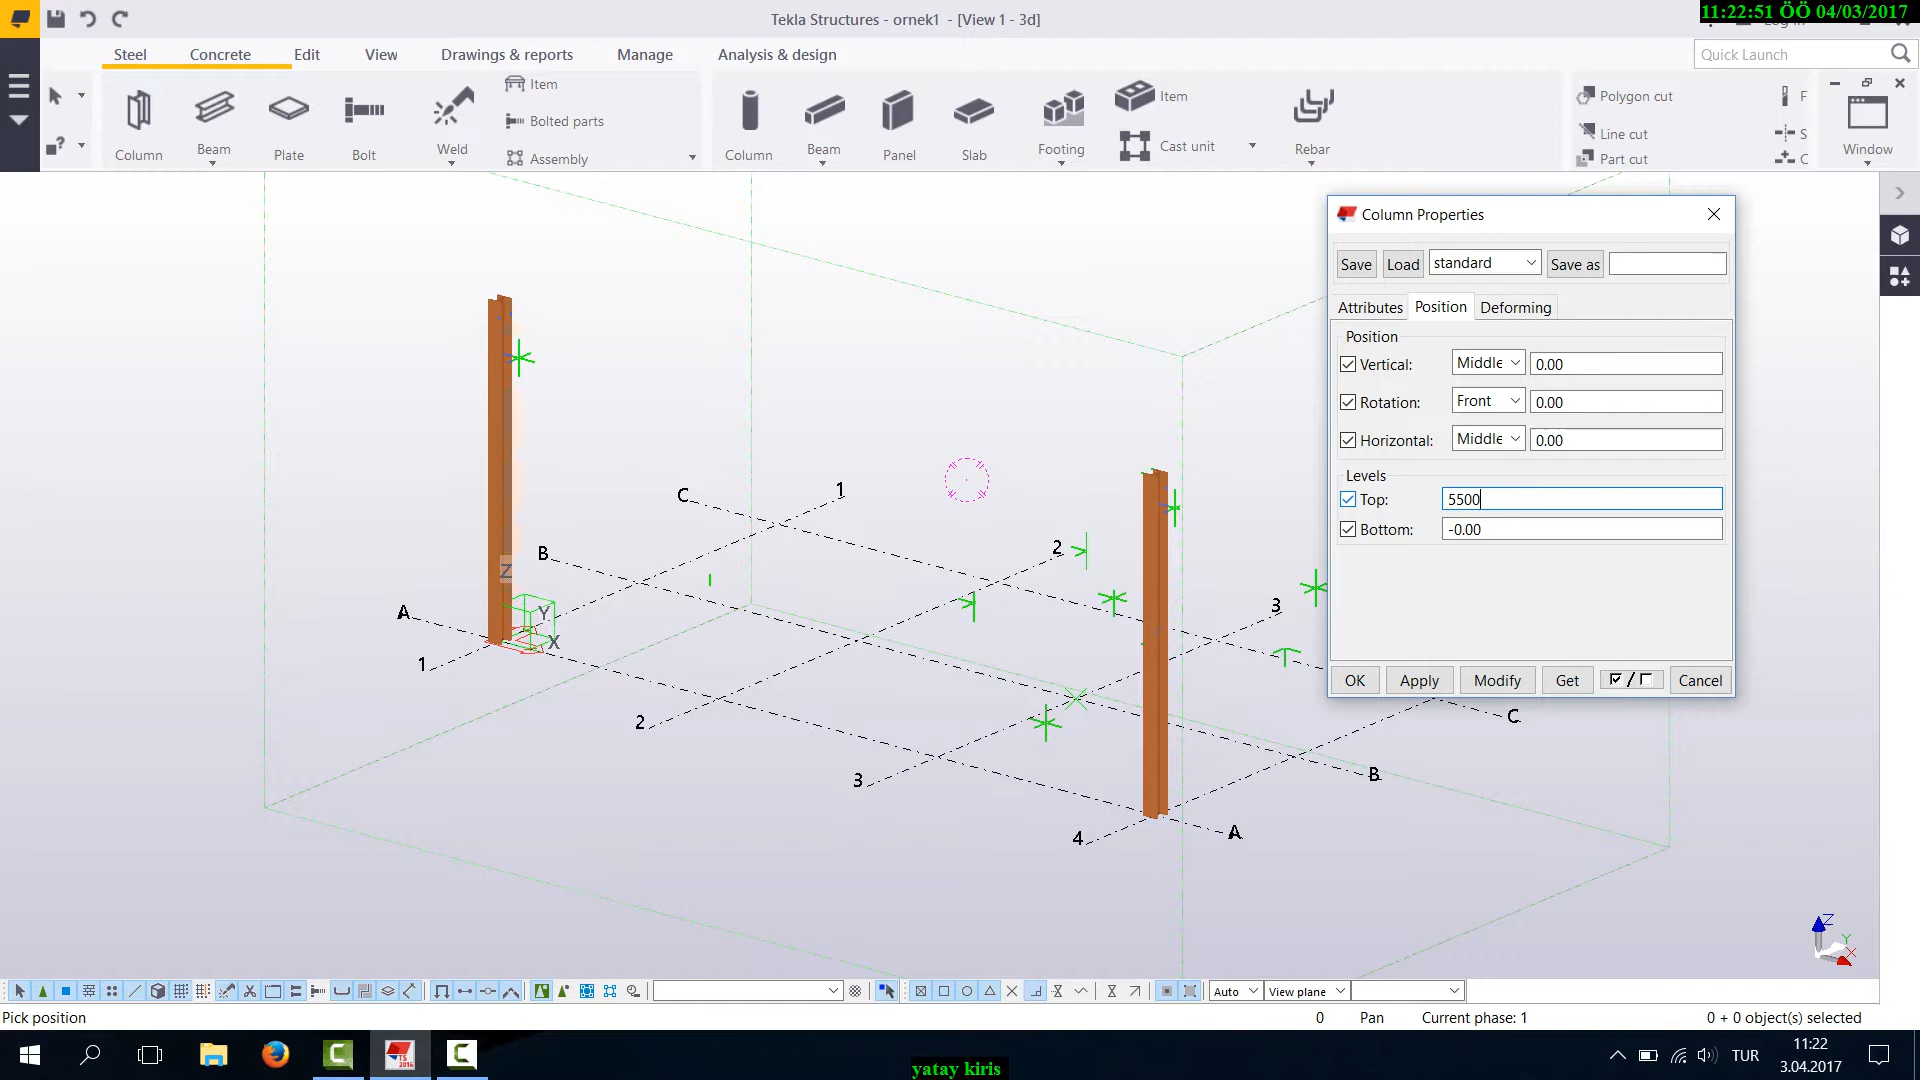 Tekla Structures - ornek1 - [View 1 - 3d]
11:22:51 ÖÖ 04/03/2017
Steel
Concrete
Edit
View
Drawings & reports
Manage
Analysis & design
Quick Launch
Column
Beam
Plate
Bolt
Weld
Item
Bolted parts
Assembly
Column
Beam
Panel
Slab
Footing
Item
Cast unit
Rebar
Polygon cut
Line cut
Part cut
F
S
C
Window
Column Properties
Save
Load
standard
Save as
Attributes
Position
Deforming
Position
Vertical:
Middle
0.00
Rotation:
Front
0.00
Horizontal:
Middle
0.00
Levels
Top:
5500
Bottom:
-0.00
OK
Apply
Modify
Get
/
Cancel
C
1
B
2
A
Z
Y
X
1
3
2
C
3
B
4
A
Z
Y
X
Auto
View plane
Pick position
0
Pan
Current phase: 1
0 + 0 object(s) selected
TS
2016
yatay kiris
TUR
11:22
3.04.2017